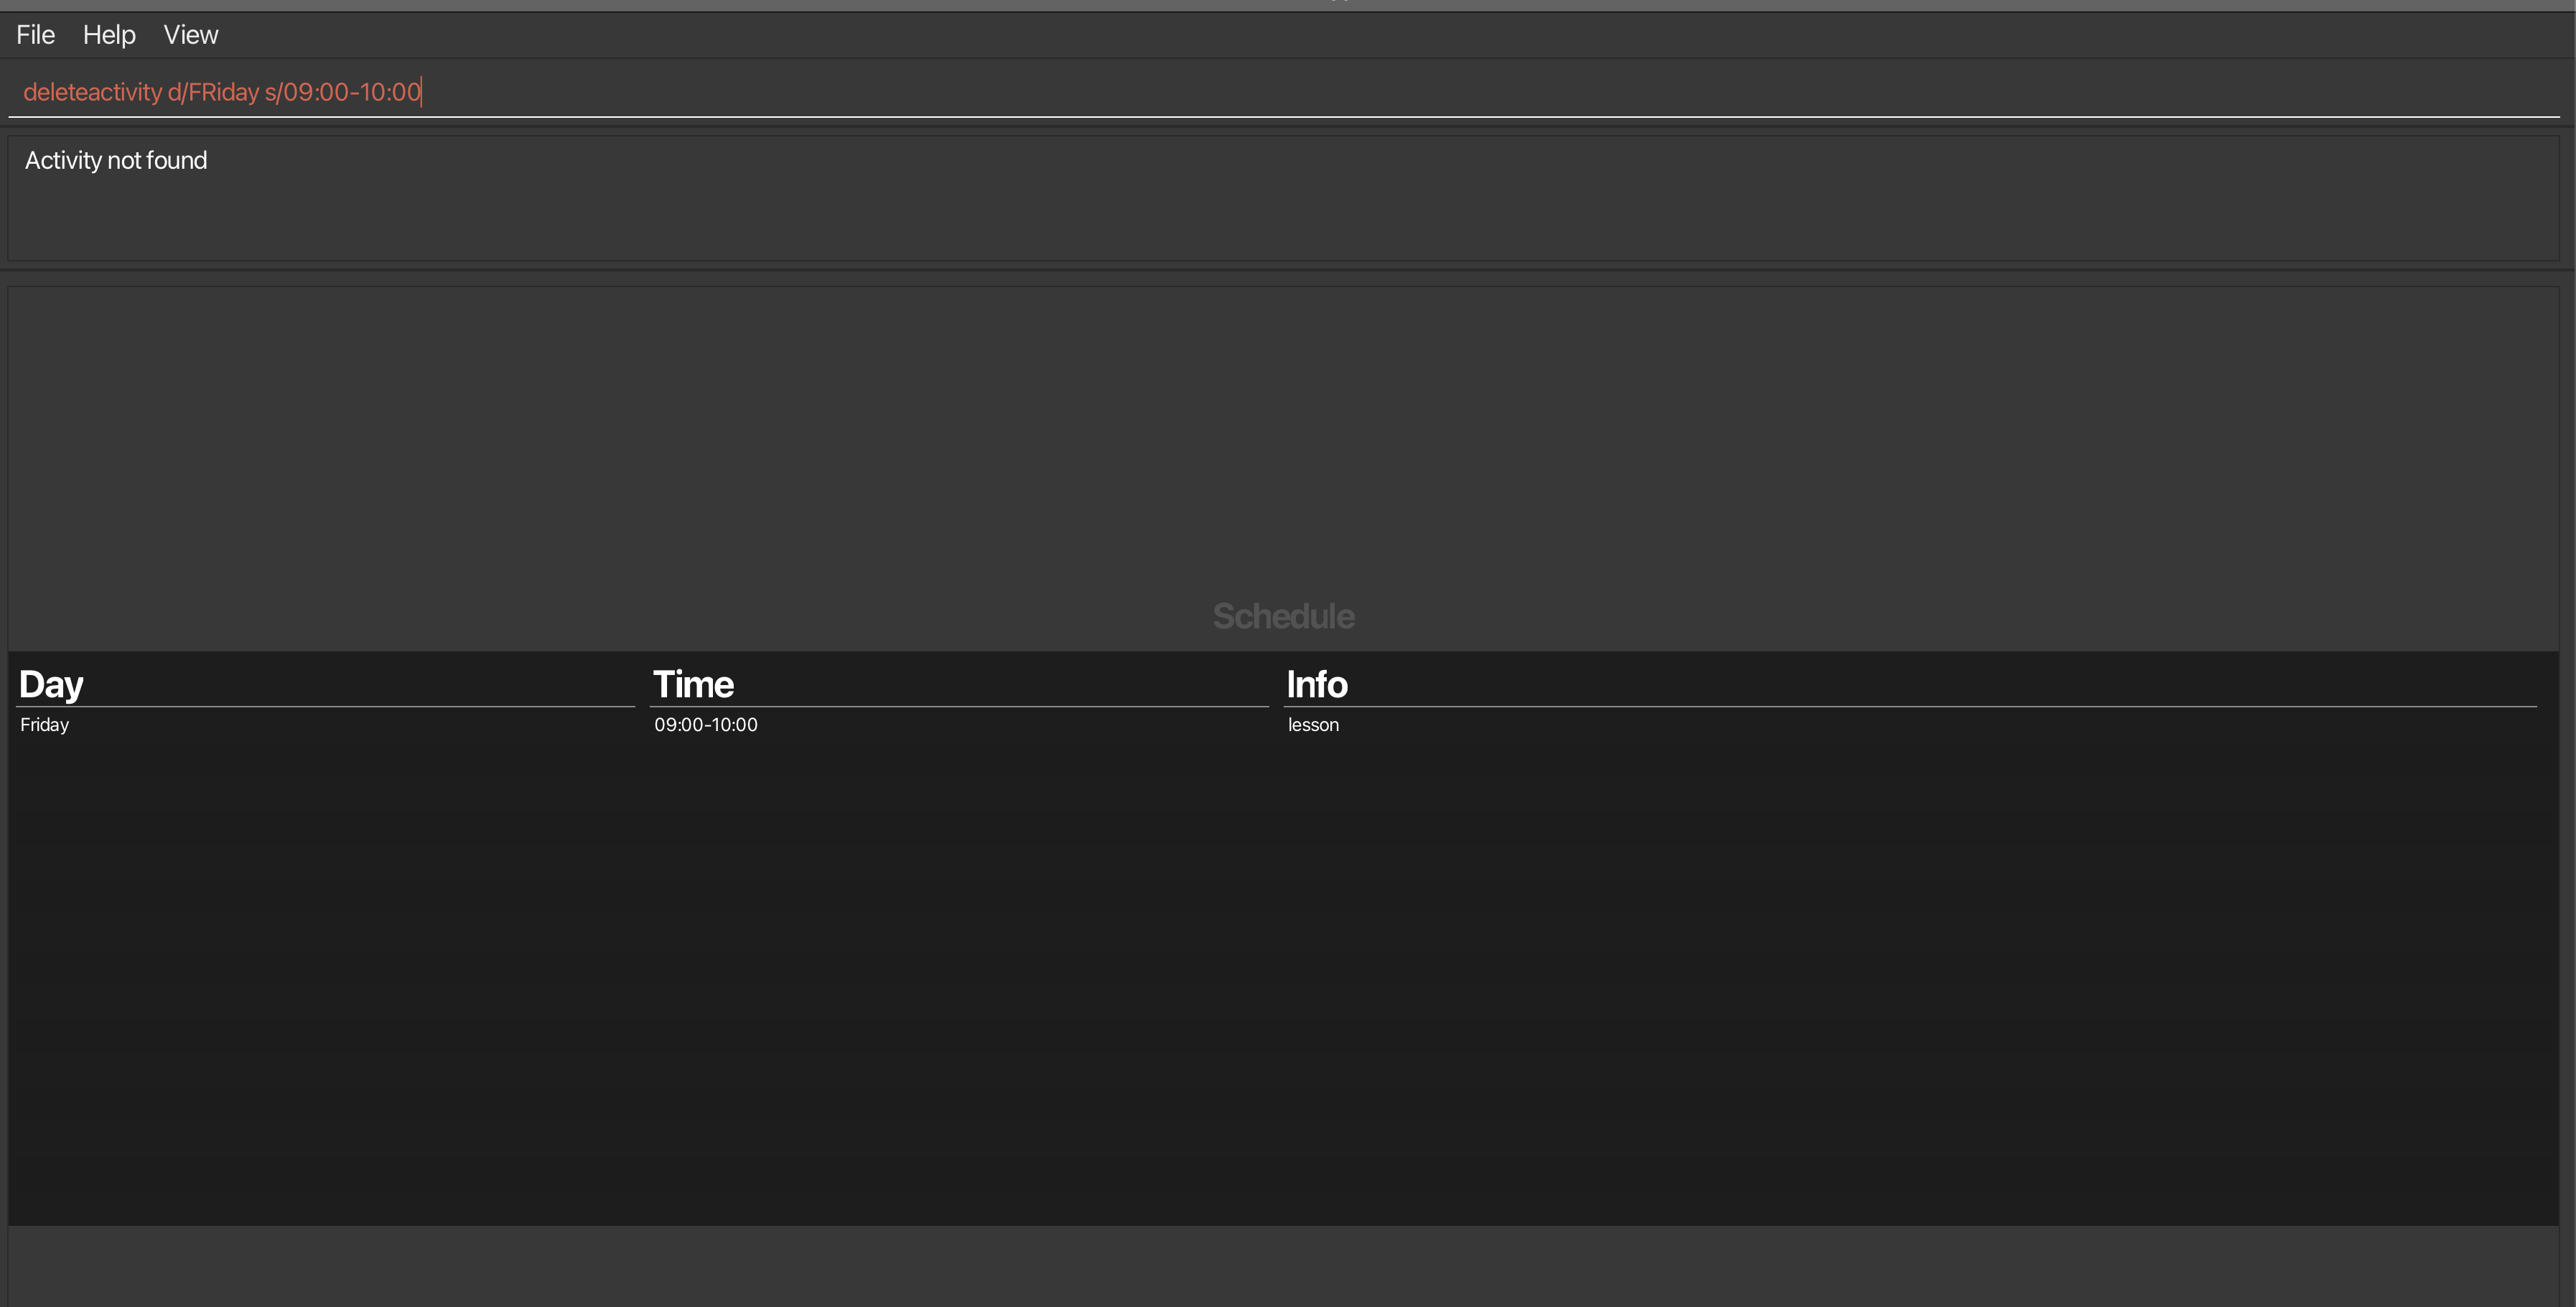 File Help View
deleteactivity d/FRiday s/09:00-10:00
Activity not found
Schedule
Day Time Info
Friday 09:00-10:00 lesson